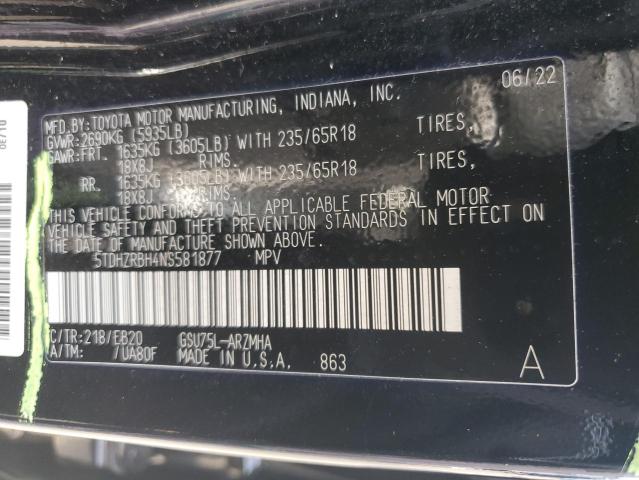 06/22
MFD.BY:TOYOTA MOTOR MANUFACTURING, INDIANA, INC.
GVWR:2690KG (5935LB)
GAWR:FRT. 1635KG (3605LB) WITH 235/65R18 TIRES,
18X8J RIMS.
RR. 1635KG (3605LB) WITH 235/65R18 TIRES,
18X8J RIMS.
THIS VEHICLE CONFORMS TO ALL APPLICABLE FEDERAL MOTOR
VEHICLE SAFETY AND THEFT PREVENTION STANDARDS IN EFFECT ON
THE DATE OF MANUFACTURE SHOWN ABOVE.
5TDHZRBH4NS581877 MPV
C/TR:218/EB20 GSU75L-ARZMHA
A/TM: /UA80F MADE IN U.S.A. 863
A